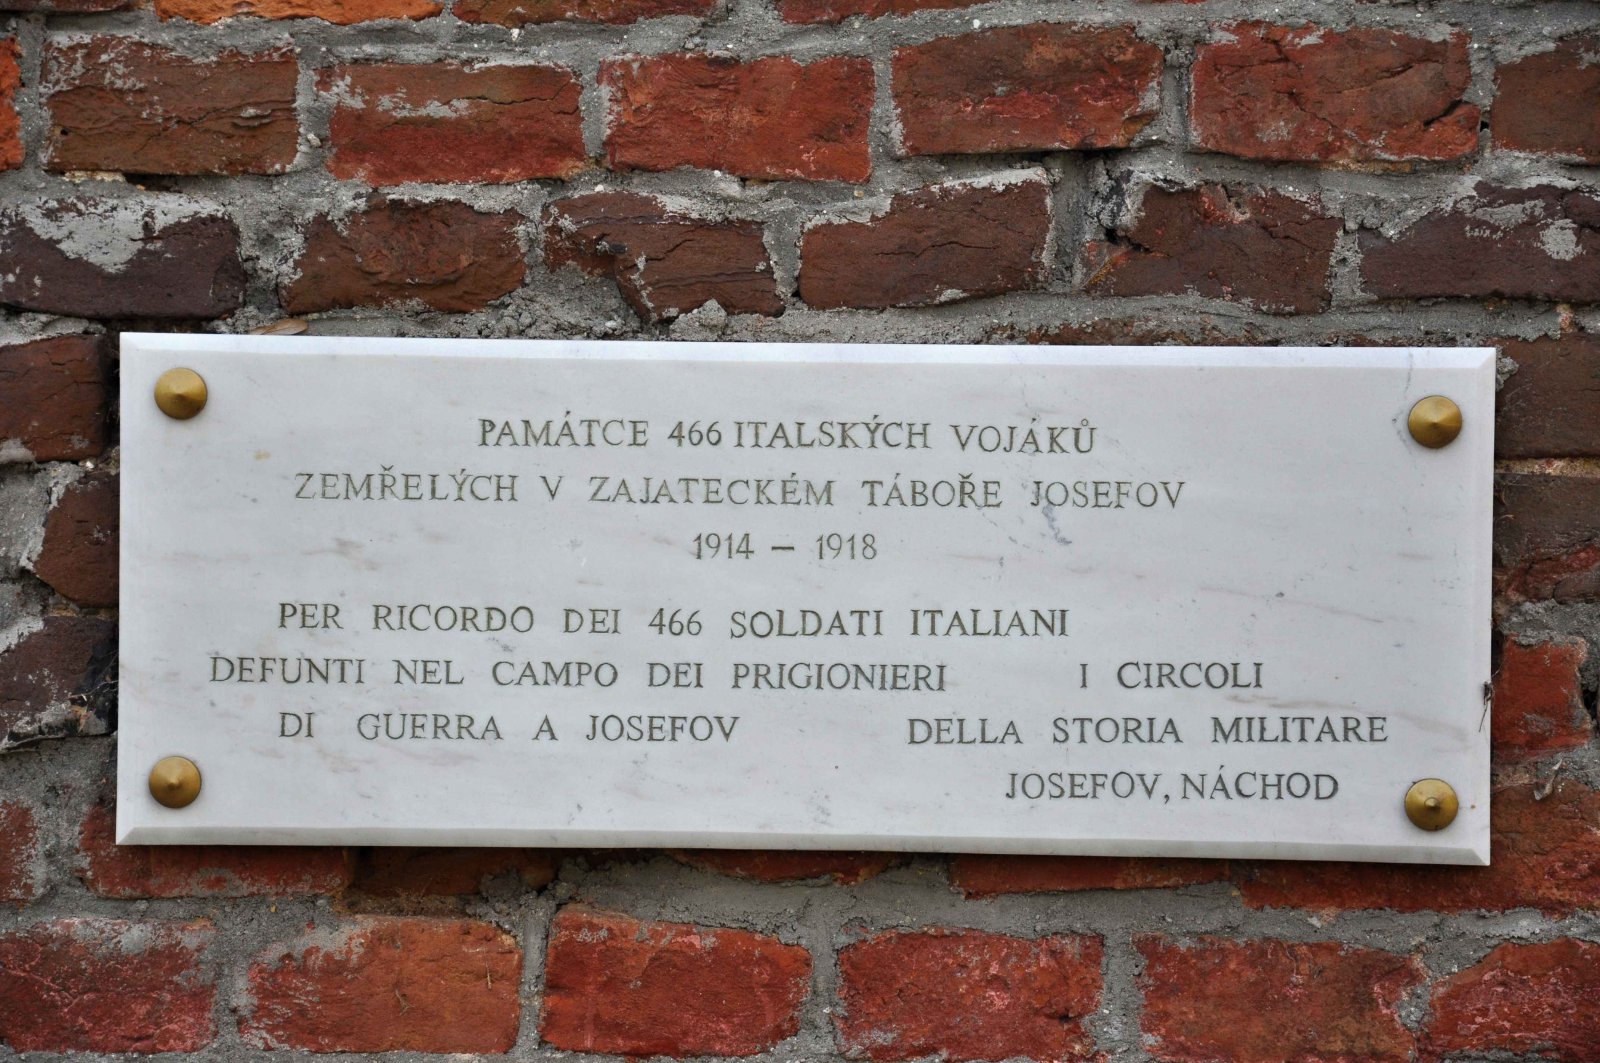 PAMÁTCE 466 ITALSKÝCH VOJÁKŮ
ZEMŘELÝCH V ZAJATECKÉM TÁBOŘE JOSEFOV
1914 – 1918
PER RICORDO DEI 466 SOLDATI ITALIANI
DEFUNTI NEL CAMPO DEI PRIGIONIERI
DI GUERRA A JOSEFOV
I CIRCOLI
DELLA STORIA MILITARE
JOSEFOV, NÁCHOD